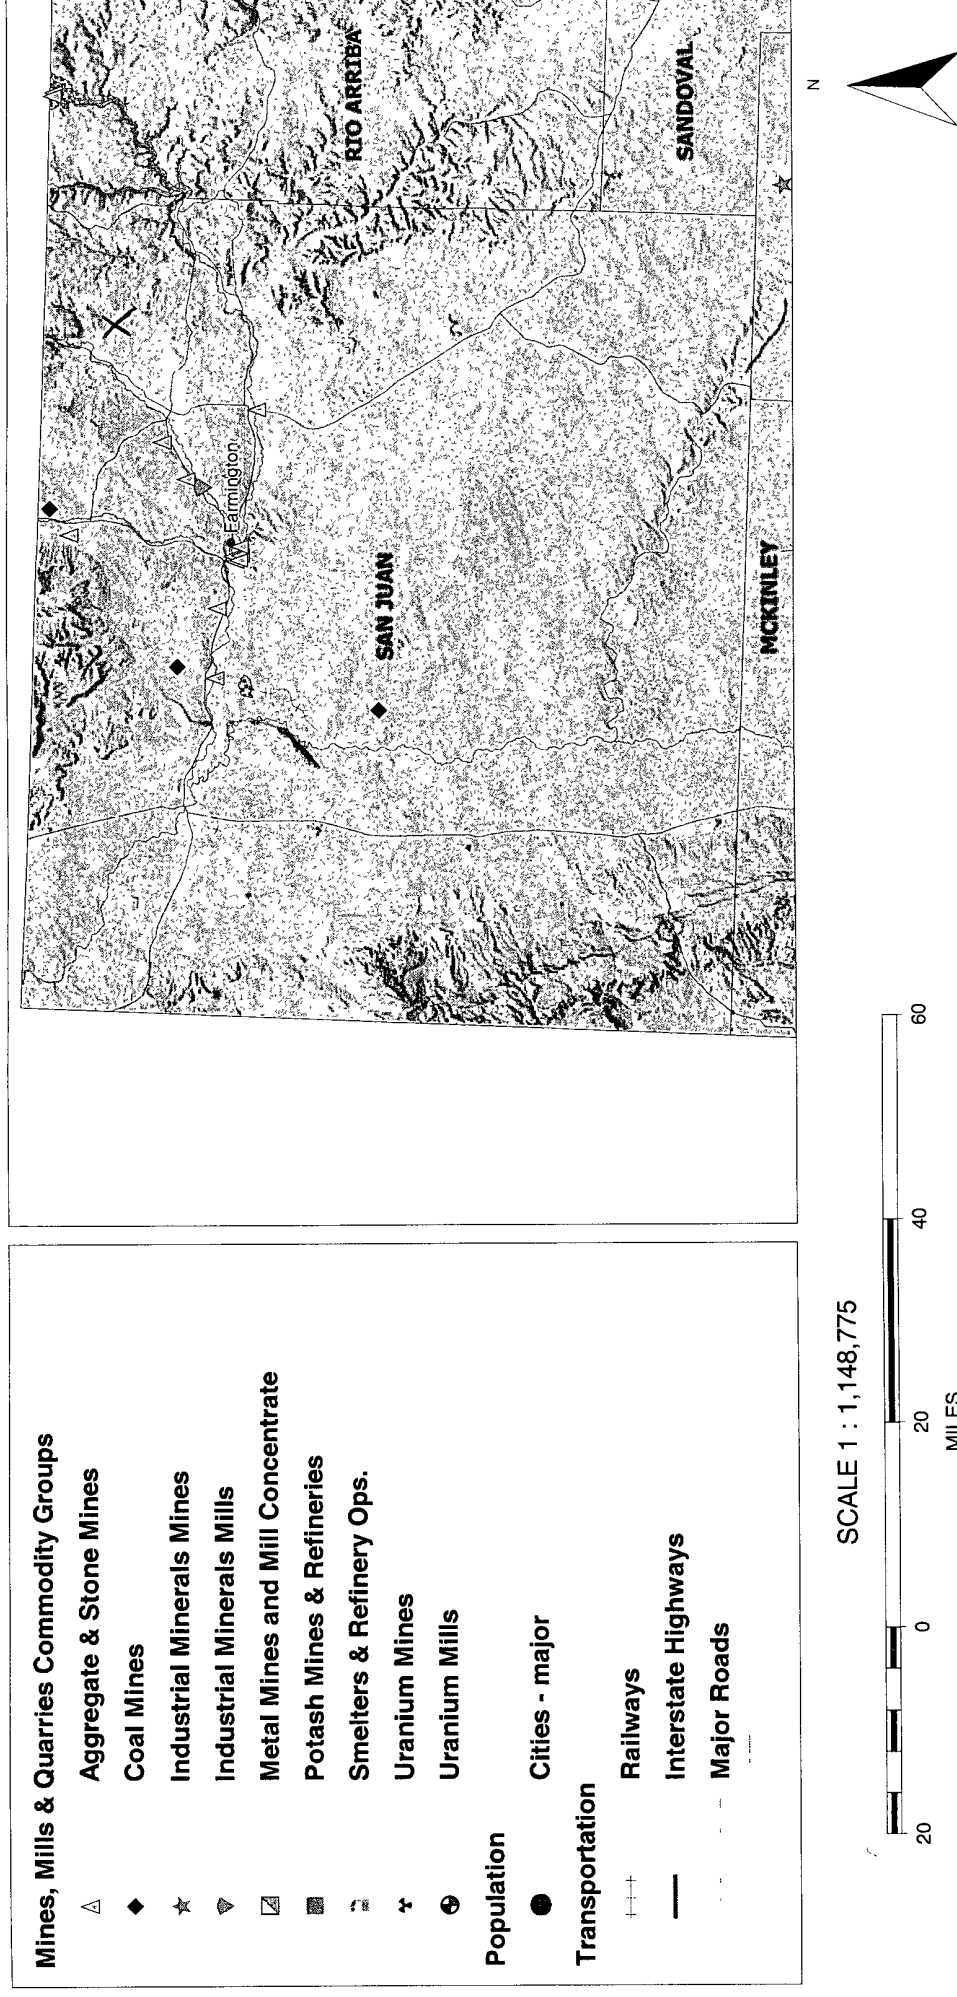 Mines, Mills & Quarries Commodity Groups
Aggregate & Stone Mines
Coal Mines
Industrial Minerals Mines
Industrial Minerals Mills
Metal Mines and Mill Concentrate
Potash Mines & Refineries
Smelters & Refinery Ops.
Uranium Mines
Uranium Mills
Population
Cities - major
Transportation
Railways
Interstate Highways
Major Roads
RIO ARRIBA
SANDOVAL
Farmington
SAN JUAN
MCKINLEY
N
SCALE 1 : 1,148,775
20 0 20 40 60
MILES